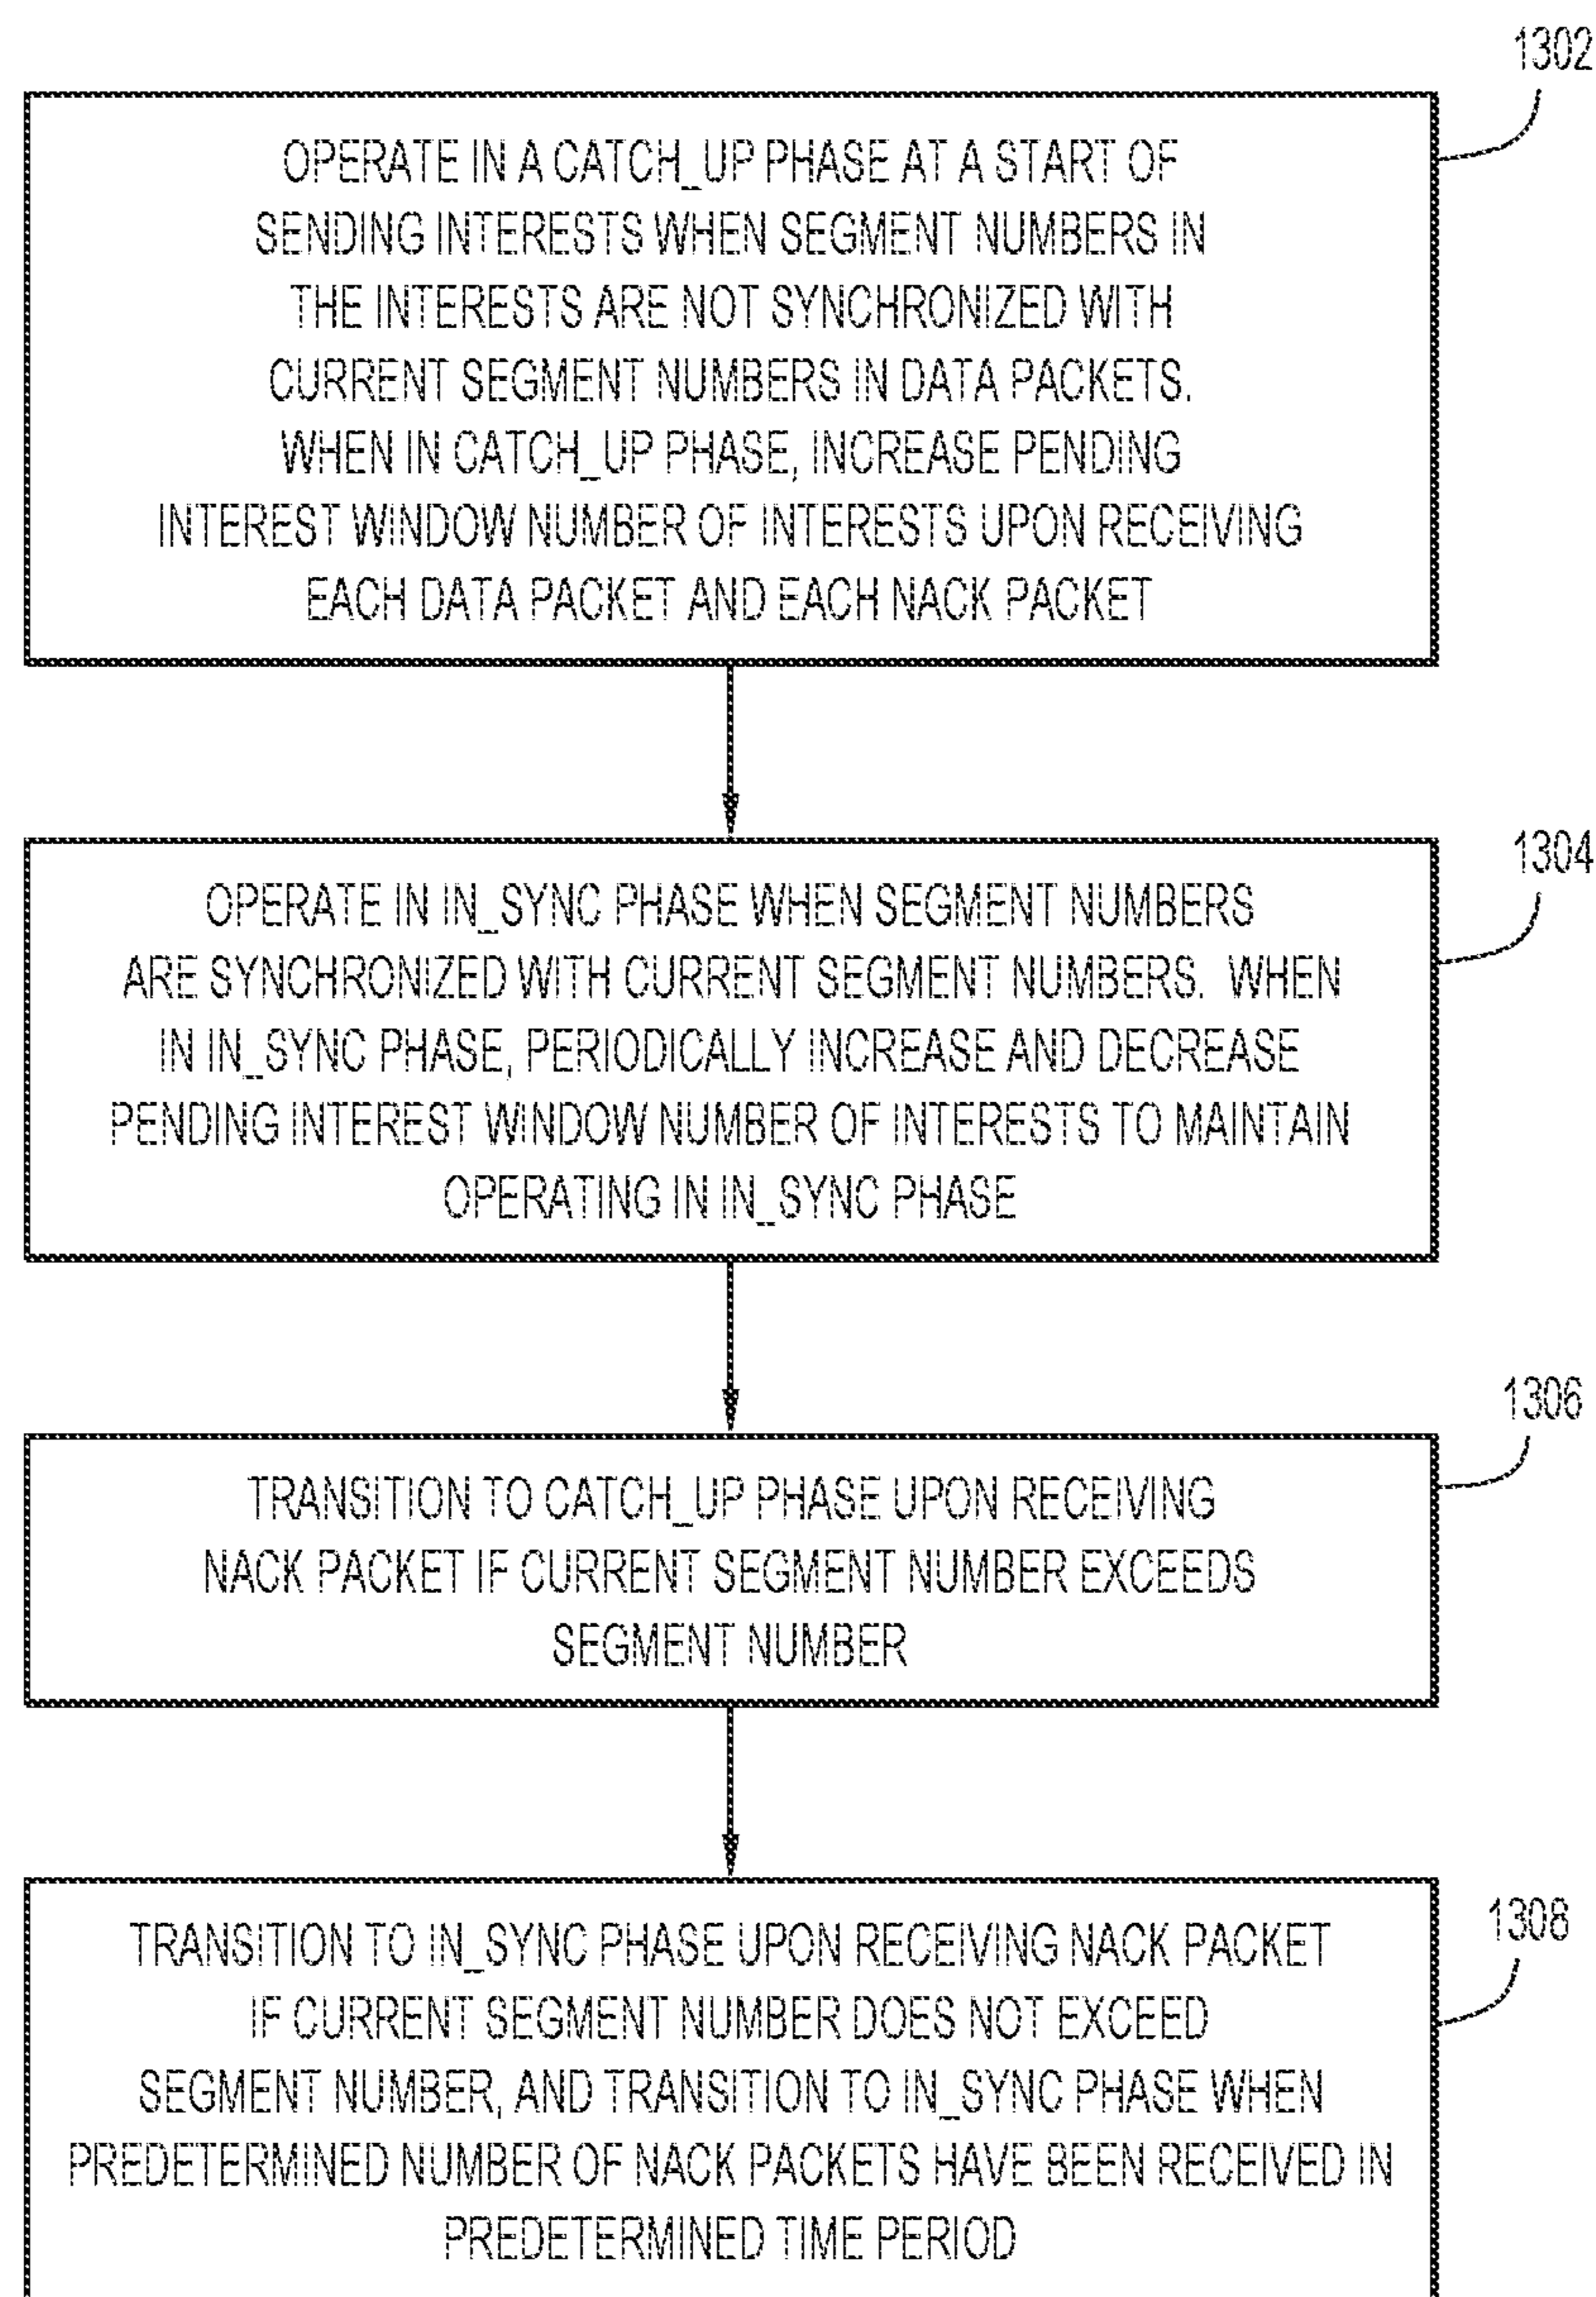 1302
OPERATE IN A CATCH_UP PHASE AT A START OF
SENDING INTERESTS WHEN SEGMENT NUMBERS IN
THE INTERESTS ARE NOT SYNCHRONIZED WITH
CURRENT SEGMENT NUMBERS IN DATA PACKETS.
WHEN IN CATCH_UP PHASE, INCREASE PENDING
INTEREST WINDOW NUMBER OF INTERESTS UPON RECEIVING
EACH DATA PACKET AND EACH NACK PACKET
1304
OPERATE IN IN_SYNC PHASE WHEN SEGMENT NUMBERS
ARE SYNCHRONIZED WITH CURRENT SEGMENT NUMBERS. WHEN
IN IN_SYNC PHASE, PERIODICALLY INCREASE AND DECREASE
PENDING INTEREST WINDOW NUMBER OF INTERESTS TO MAINTAIN
OPERATING IN IN_SYNC PHASE
1306
TRANSITION TO CATCH_UP PHASE UPON RECEIVING
NACK PACKET IF CURRENT SEGMENT NUMBER EXCEEDS
SEGMENT NUMBER
1308
TRANSITION TO IN_SYNC PHASE UPON RECEIVING NACK PACKET
IF CURRENT SEGMENT NUMBER DOES NOT EXCEED
SEGMENT NUMBER, AND TRANSITION TO IN_SYNC PHASE WHEN
PREDETERMINED NUMBER OF NACK PACKETS HAVE BEEN RECEIVED IN
PREDETERMINED TIME PERIOD